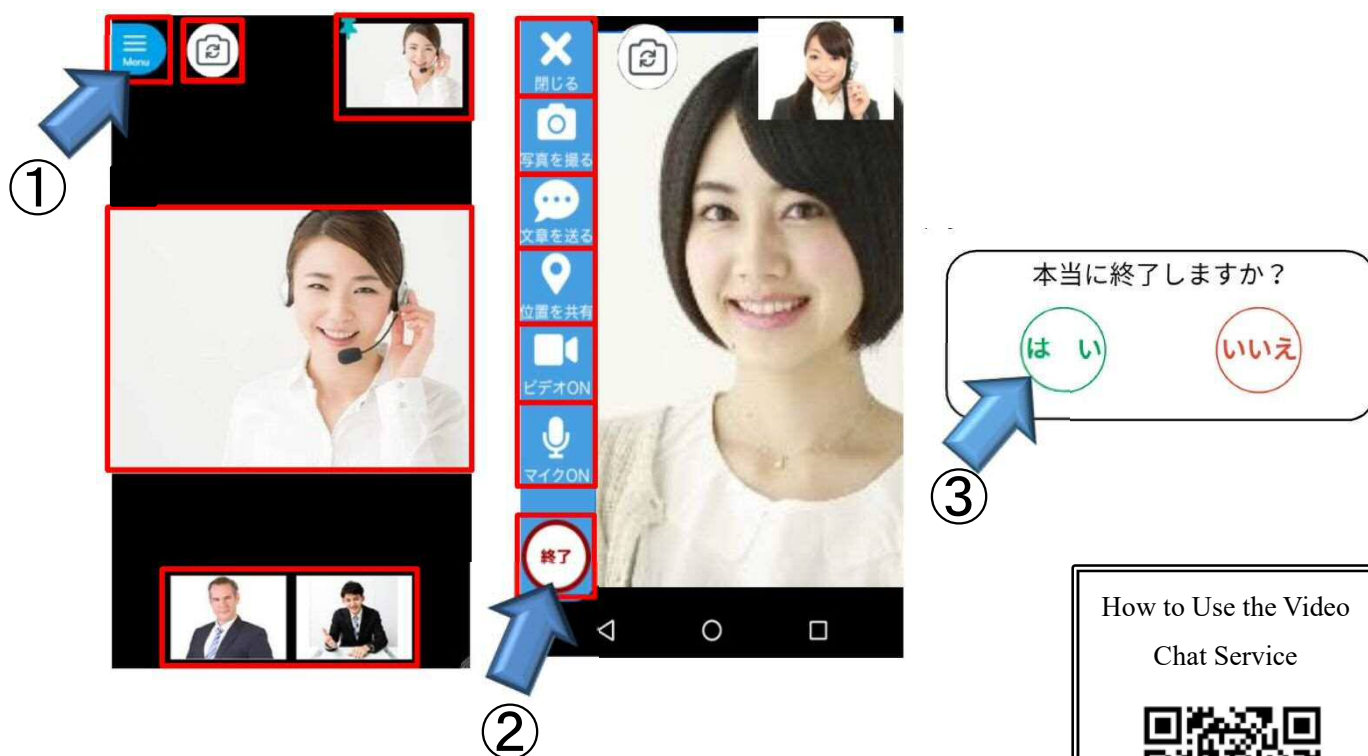 Menu
①
閉じる
写真を撮る
文章を送る
位置を共有
ビデオON
マイクON
終了
②
本当に終了しますか？
は い
いいえ
③
How to Use the Video
Chat Service